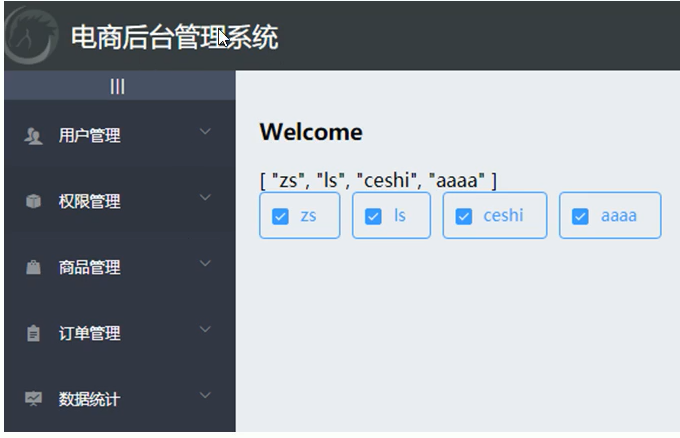 电商后台管理系统
|||
用户管理
权限管理
商品管理
订单管理
数据统计
Welcome
[ "zs", "ls", "ceshi", "aaaa" ]
zs ls ceshi aaaa